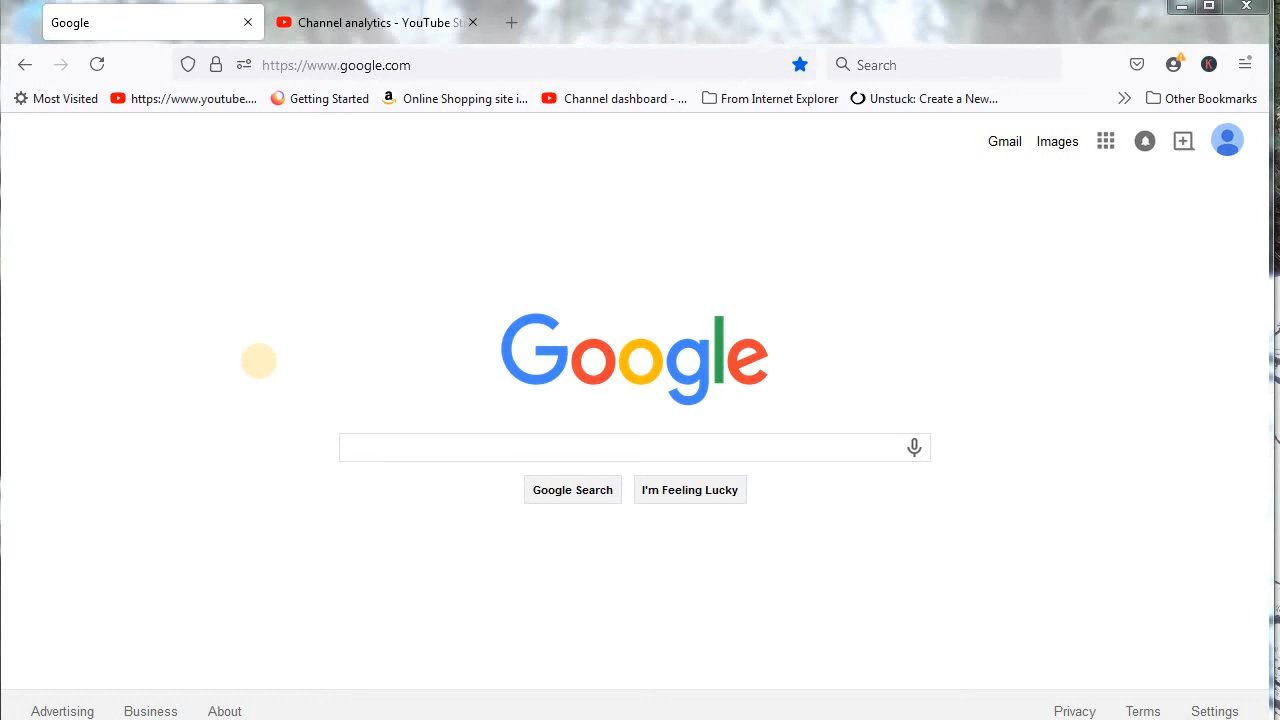 Google
Channel analytics - YouTube St
https://www.google.com
Search
K
Most Visited
https://www.youtube....
Getting Started
Online Shopping site i...
Channel dashboard - ...
From Internet Explorer
Unstuck: Create a New...
Other Bookmarks
Gmail
Images
Google
Google Search
I'm Feeling Lucky
Advertising
Business
About
Privacy
Terms
Settings